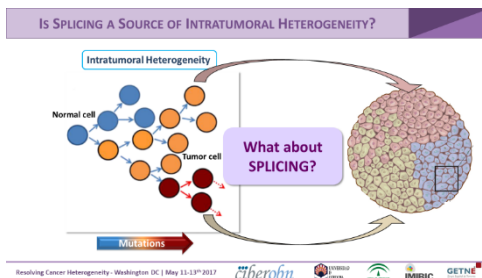 IS SPLICING A SOURCE OF INTRATUMORAL HETEROGENEITY?
Intratumoral Heterogeneity
Normal cell
Tumor cell
What about
SPLICING?
Mutations
Resolving Cancer Heterogeneity - Washington DC | May 11-13th 2017
ciberobn
IMIBIC
GETNE